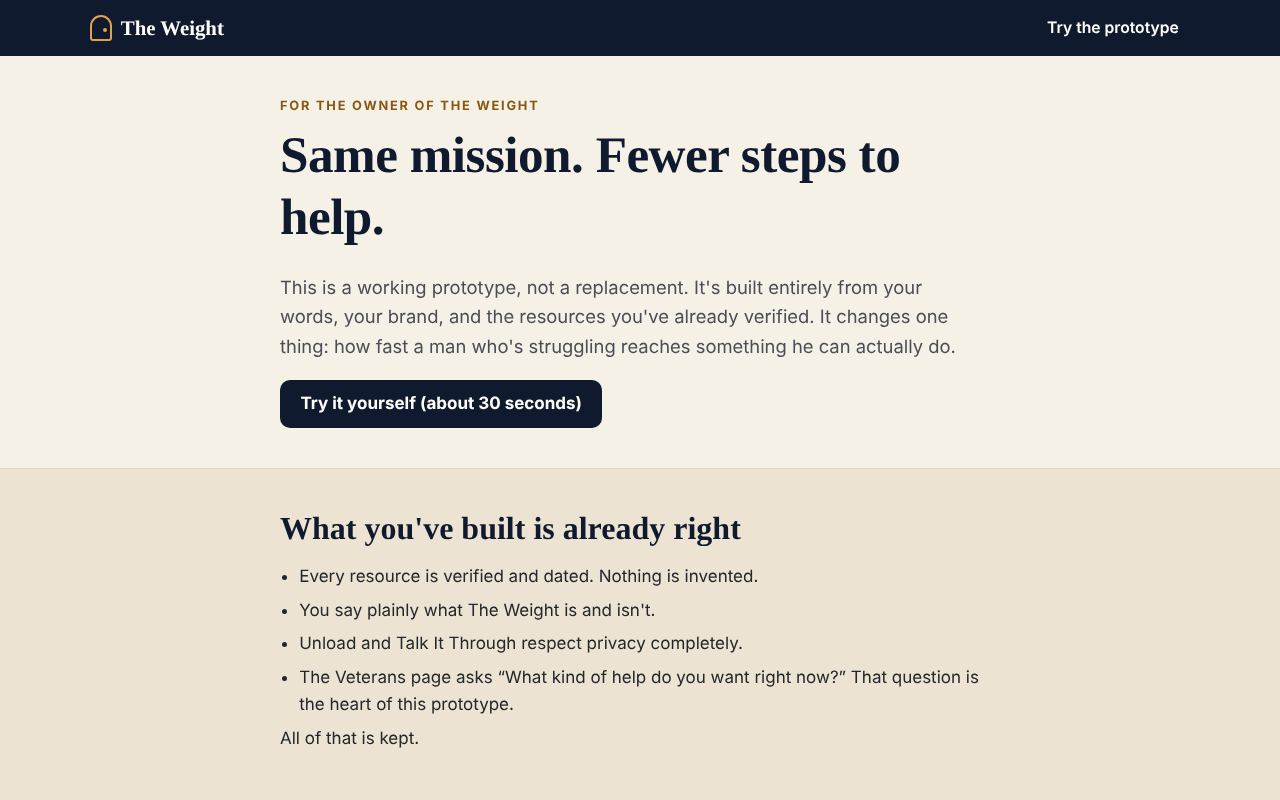 The Weight
Try the prototype
FOR THE OWNER OF THE WEIGHT
Same mission. Fewer steps to
help.
This is a working prototype, not a replacement. It's built entirely from your
words, your brand, and the resources you've already verified. It changes one
thing: how fast a man who's struggling reaches something he can actually do.
Try it yourself (about 30 seconds)
What you've built is already right
• Every resource is verified and dated. Nothing is invented.
• You say plainly what The Weight is and isn't.
• Unload and Talk It Through respect privacy completely.
• The Veterans page asks “What kind of help do you want right now?” That question is
the heart of this prototype.
All of that is kept.